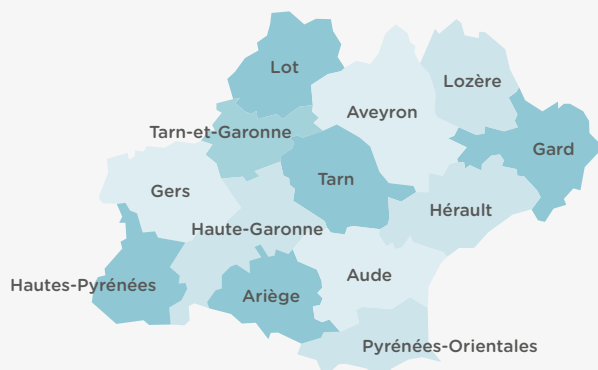 Lot
Lozère
Aveyron
Tarn-et-Garonne
Gard
Tarn
Gers
Hérault
Haute-Garonne
Aude
Hautes-Pyrénées
Ariège
Pyrénées-Orientales